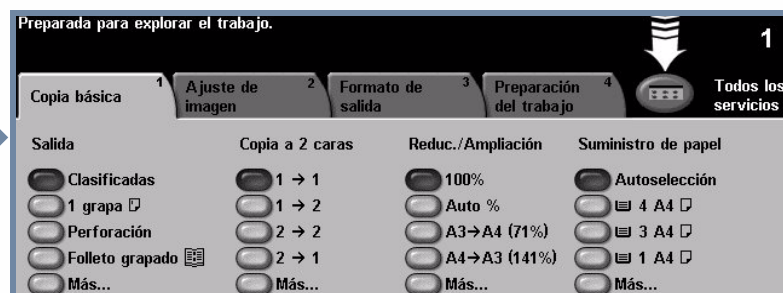 Preparada para explorar el trabajo.
1
Copia básica 1
Ajuste de imagen 2
Formato de salida 3
Preparación del trabajo 4
Todos los servicios
Salida
Clasificadas
1 grapa
Perforación
Folleto grapado
Más...
Copia a 2 caras
1 → 1
1 → 2
2 → 2
2 → 1
Más...
Reduc./Ampliación
100%
Auto %
A3→A4 (71%)
A4→A3 (141%)
Más...
Suministro de papel
Autoselección
4 A4
3 A4
1 A4
Más...